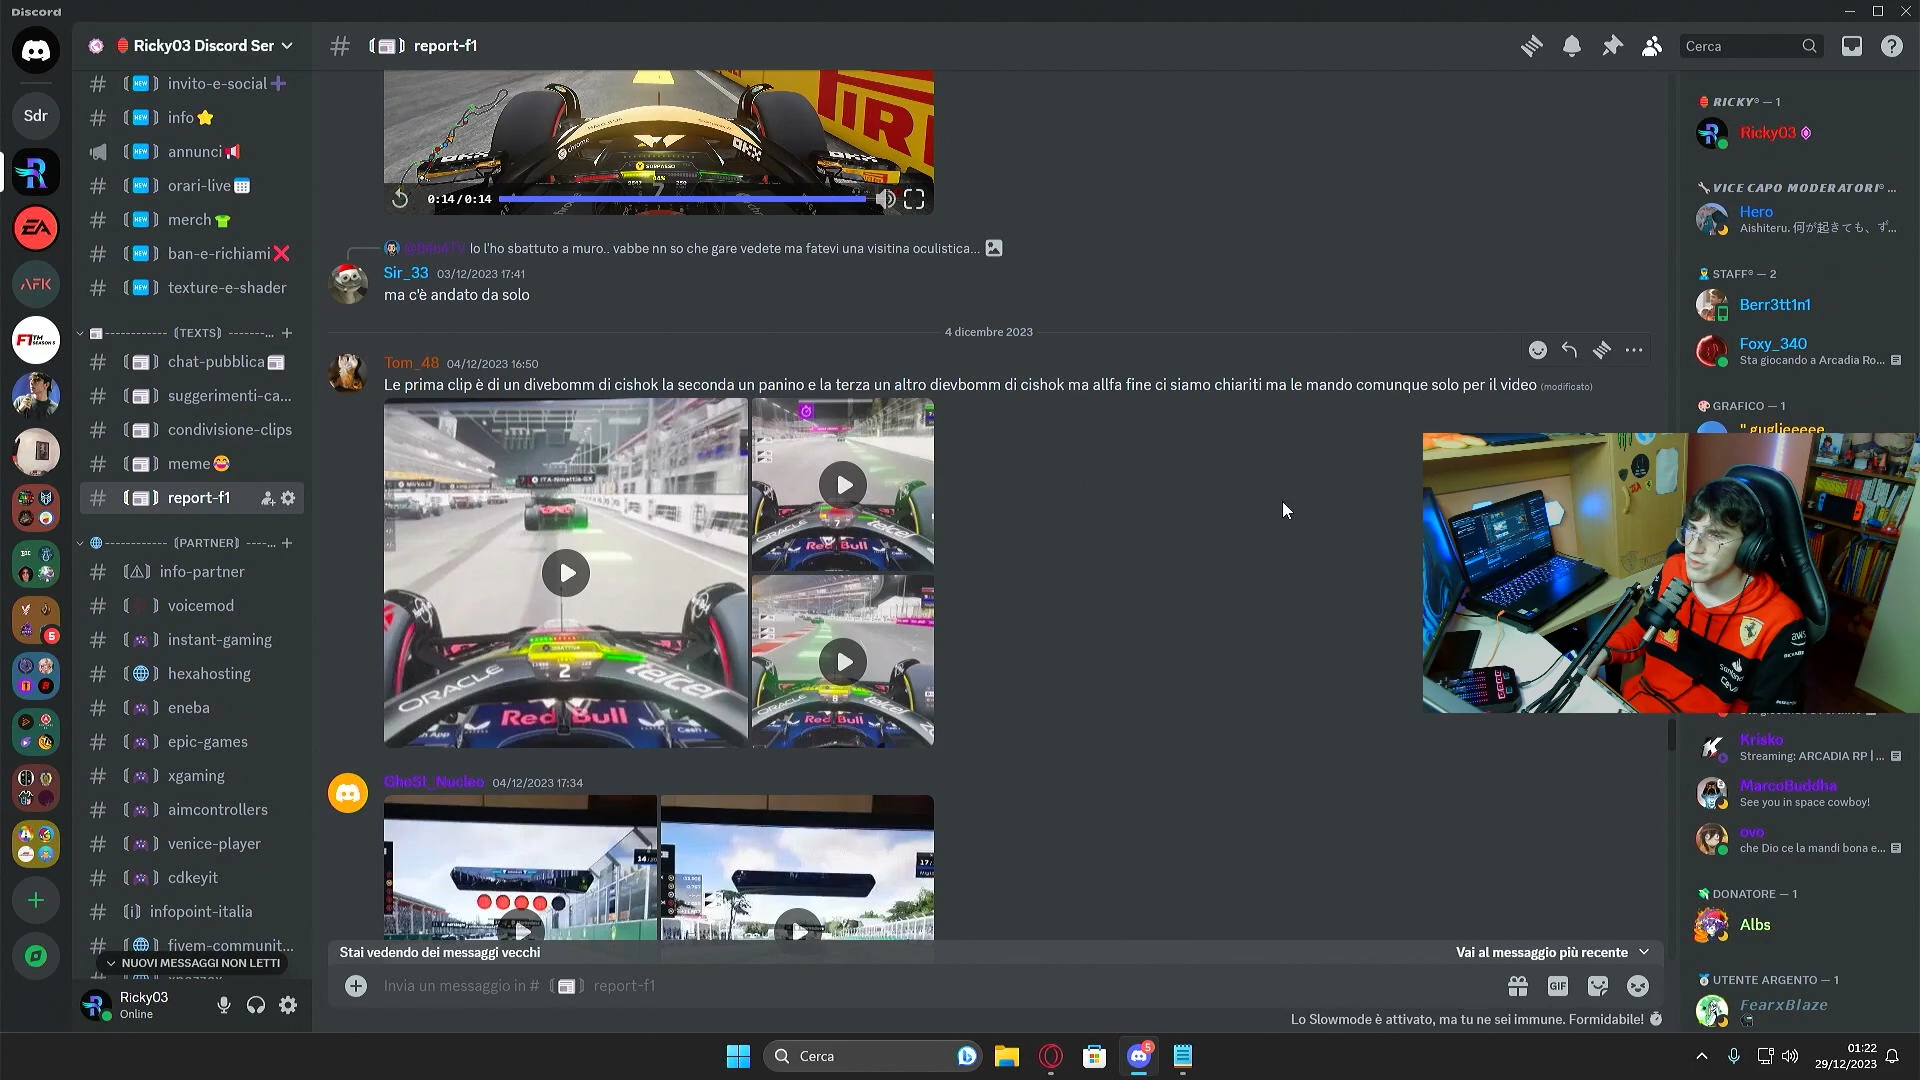 Discord
Ricky03 Discord Ser
report-f1
Cerca
Sdr
invito-e-social
info
annunci
orari-live
merch
ban-e-richiami
texture-e-shader
[TEXTS]
chat-pubblica
suggerimenti-ca...
condivisione-clips
meme
report-f1
[PARTNER]
info-partner
voicemod
instant-gaming
hexahosting
eneba
epic-games
xgaming
aimcontrollers
venice-player
cdkeyit
infopoint-italia
fivem-communit...
NUOVI MESSAGGI NON LETTI
Ricky03
Online
0:14/0:14
Io l'ho sbattuto a muro.. vabbe nn so che gare vedete ma fatevi una visitina oculistica...
Sir_33 03/12/2023 17:41
ma c'è andato da solo
4 dicembre 2023
Tom_48 04/12/2023 16:50
Le prima clip è di un divebomm di cishok la seconda un panino e la terza un altro dievbomm di cishok ma allfa fine ci siamo chiariti ma le mando comunque solo per il video (modificato)
ORACLE
Red Bull
telcel
2
GheSt_Nucleo 04/12/2023 17:34
Stai vedendo dei messaggi vecchi
Vai al messaggio più recente
Invia un messaggio in # report-f1
GIF
Lo Slowmode è attivato, ma tu ne sei immune. Formidabile!
RICKY® — 1
Ricky03
VICE CAPO MODERATORI® ...
Hero
Aishiteru. 何が起きても、ず...
STAFF® — 2
Berr3tt1n1
Foxy_340
Sta giocando a Arcadia Ro...
GRAFICO — 1
" guglieeeee
Krisko
Streaming: ARCADIA RP | ...
MarcoBuddha
See you in space cowboy!
ovo
che Dio ce la mandi bona e...
DONATORE — 1
Albs
UTENTE ARGENTO — 1
FearxBlaze
Cerca
5
01:22
29/12/2023